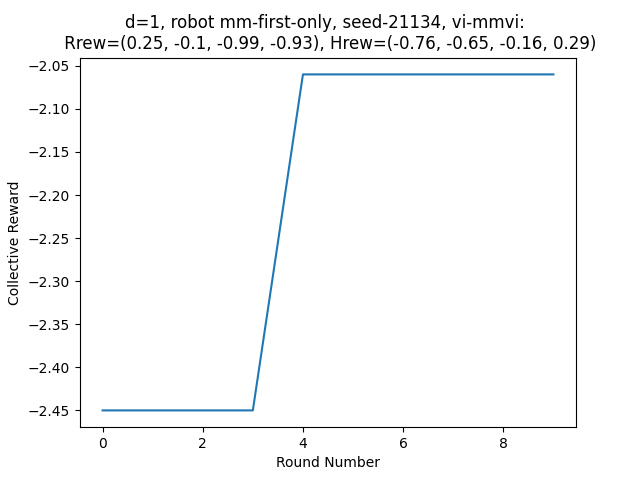 d=1, robot mm-first-only, seed-21134, vi-mmvi:
Rrew=(0.25, -0.1, -0.99, -0.93), Hrew=(-0.76, -0.65, -0.16, 0.29)
−2.05
−2.10
−2.15
−2.20
−2.25
−2.30
−2.35
−2.40
−2.45
Collective Reward
0 2 4 6 8
Round Number